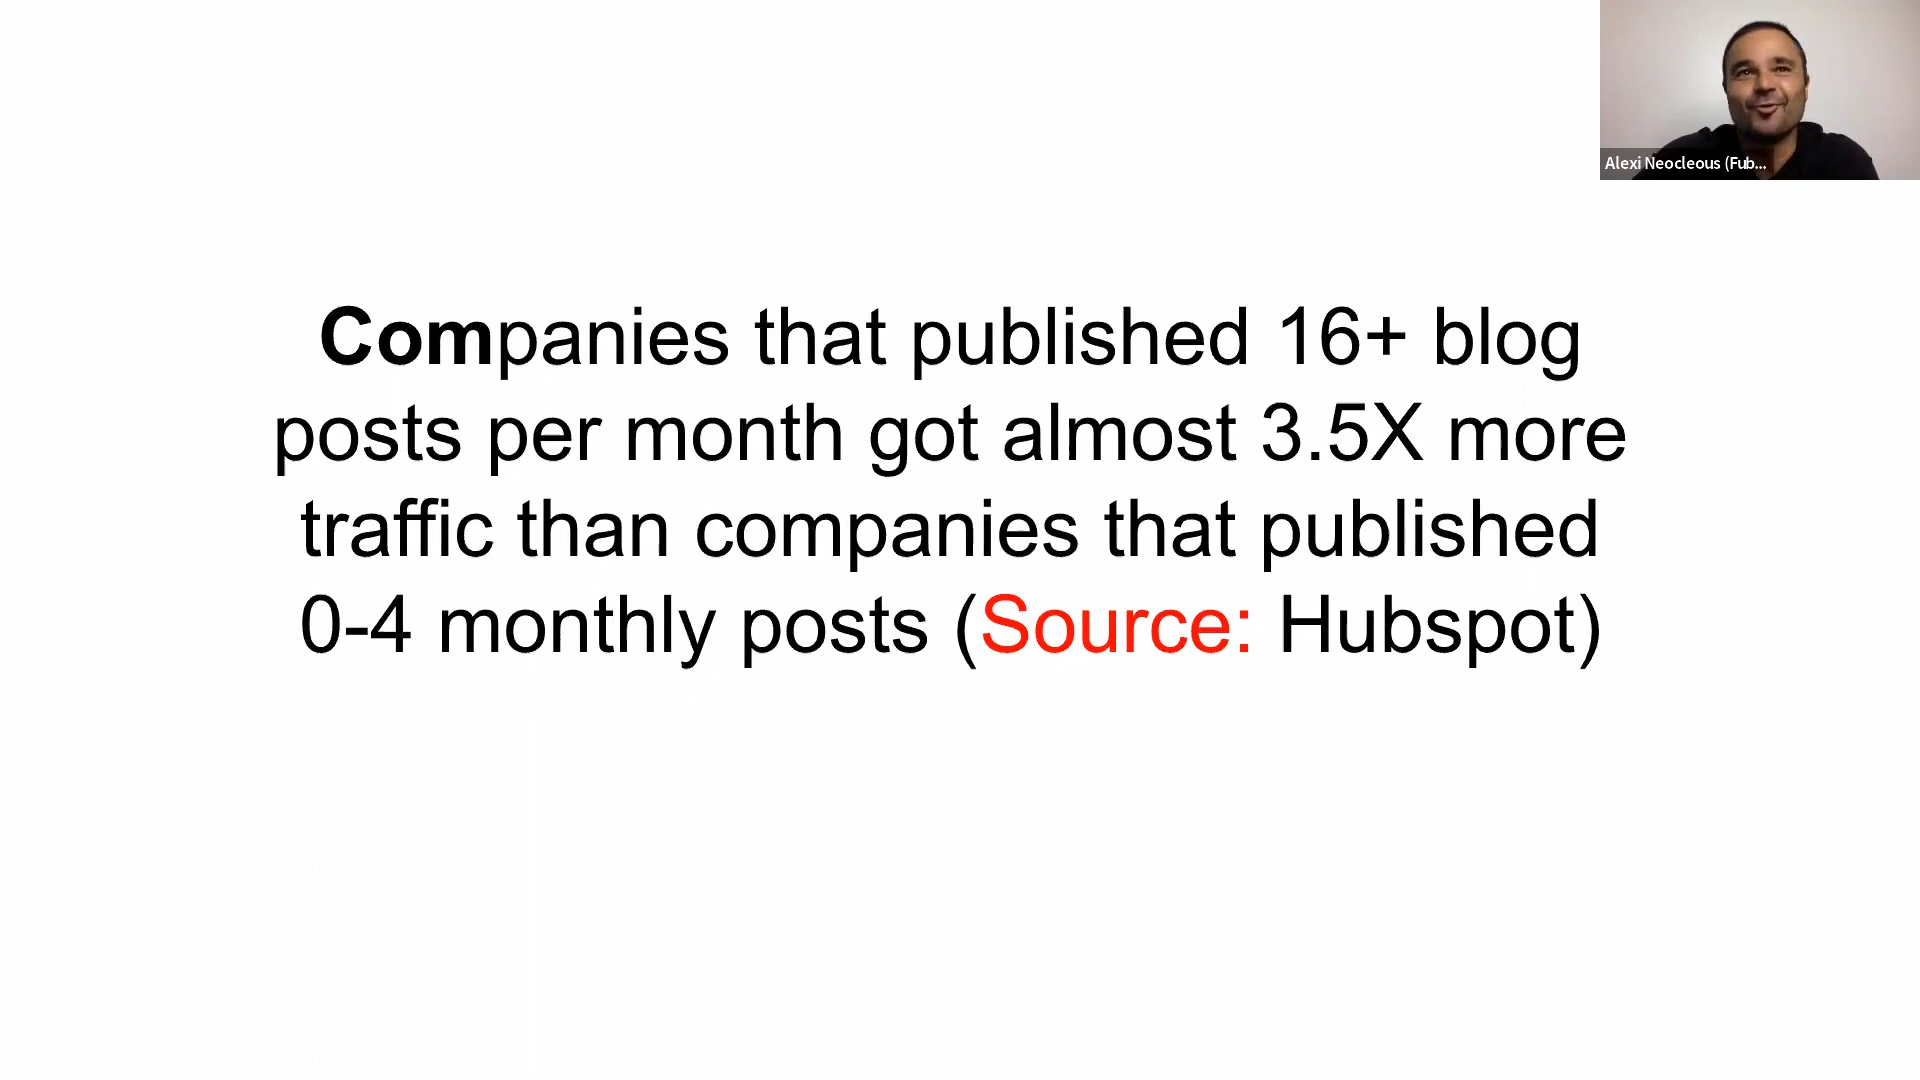 Alexi Neocleous (Fub...
Companies that published 16+ blog
posts per month got almost 3.5X more
traffic than companies that published
0-4 monthly posts (Source: Hubspot)